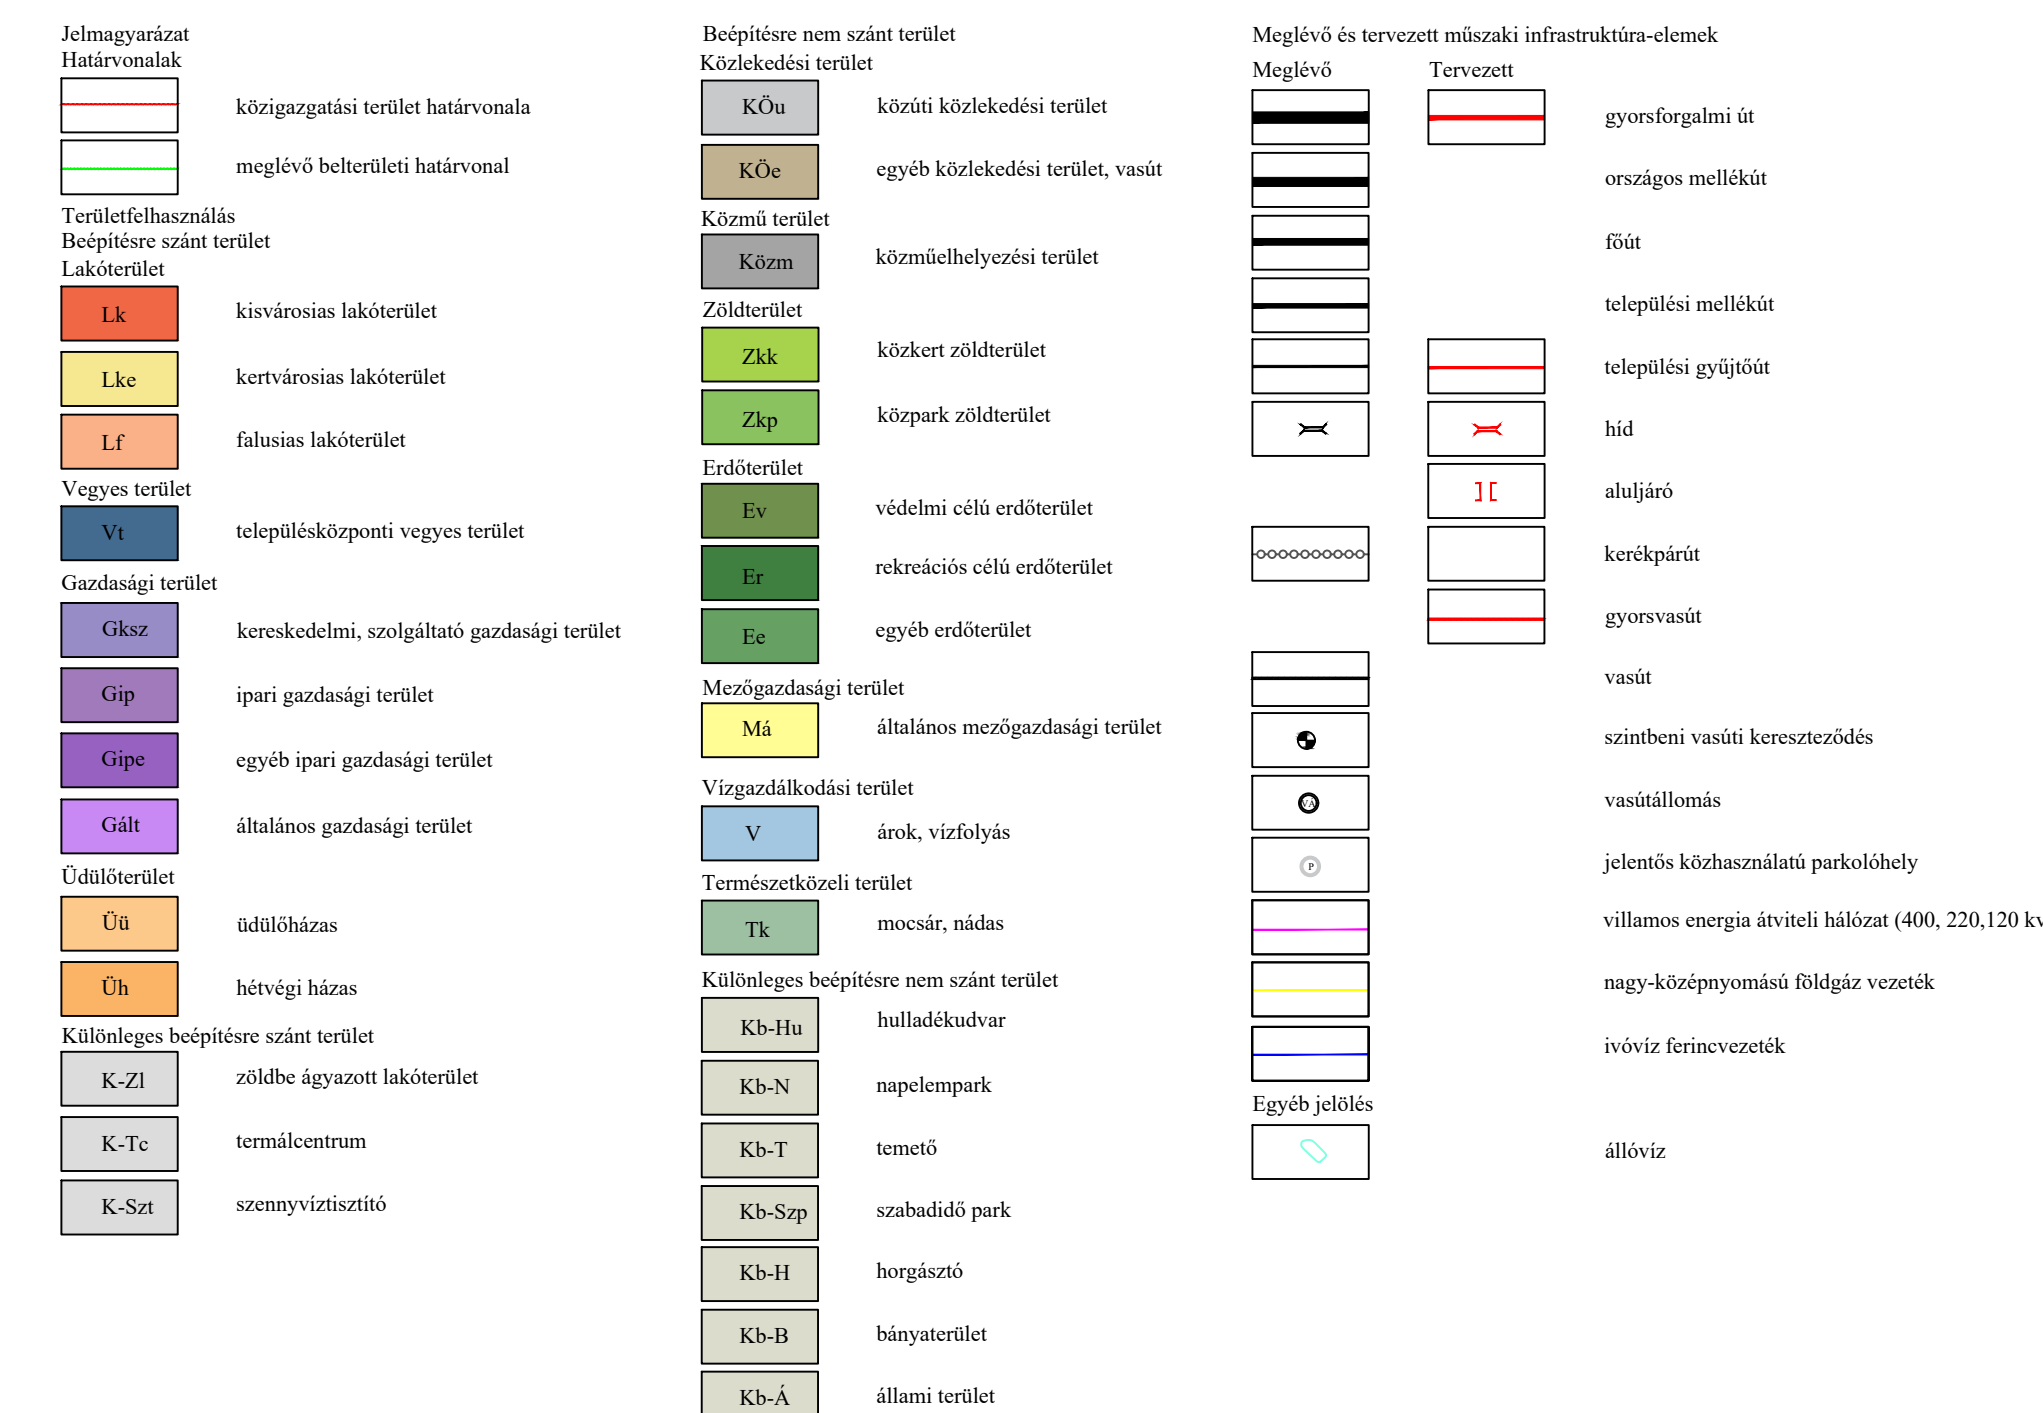 Jelmagyarázat
Határvonalak
közigazgatási terület határvonala
meglévő belterületi határvonal
Területfelhasználás
Beépítésre szánt terület
Lakóterület
Lk kisvárosias lakóterület
Lke kertvárosias lakóterület
Lf falusias lakóterület
Vegyes terület
Vt településközponti vegyes terület
Gazdasági terület
Gksz kereskedelmi, szolgáltató gazdasági terület
Gip ipari gazdasági terület
Gipe egyéb ipari gazdasági terület
Gált általános gazdasági terület
Üdülőterület
Üü üdülőházas
Üh hétvégi házas
Különleges beépítésre szánt terület
K-Zl zöldbe ágyazott lakóterület
K-Tc termálcentrum
K-Szt szennyvíztisztító
Beépítésre nem szánt terület
Közlekedési terület
KÖu közúti közlekedési terület
KÖe egyéb közlekedési terület, vasút
Közmű terület
Közm közműelhelyezési terület
Zöldterület
Zkk közkert zöldterület
Zkp közpark zöldterület
Erdőterület
Ev védelmi célú erdőterület
Er rekreációs célú erdőterület
Ee egyéb erdőterület
Mezőgazdasági terület
Má általános mezőgazdasági terület
Vízgazdálkodási terület
V árok, vízfolyás
Természetközeli terület
Tk mocsár, nádas
Különleges beépítésre nem szánt terület
Kb-Hu hulladékudvar
Kb-N napelempark
Kb-T temető
Kb-Szp szabadidő park
Kb-H horgásztó
Kb-B bányaterület
Kb-Á állami terület
Meglévő és tervezett műszaki infrastruktúra-elemek
Meglévő Tervezett
gyorsforgalmi út
országos mellékút
főút
települési mellékút
települési gyűjtőút
híd
aluljáró
kerékpárút
gyorsvasút
vasút
szintbeni vasúti kereszteződés
VÁ vasútállomás
P jelentős közhasználatú parkolóhely
villamos energia átviteli hálózat (400, 220,120 kv
nagy-középnyomású földgáz vezeték
ivóvíz ferincvezeték
Egyéb jelölés
állóvíz